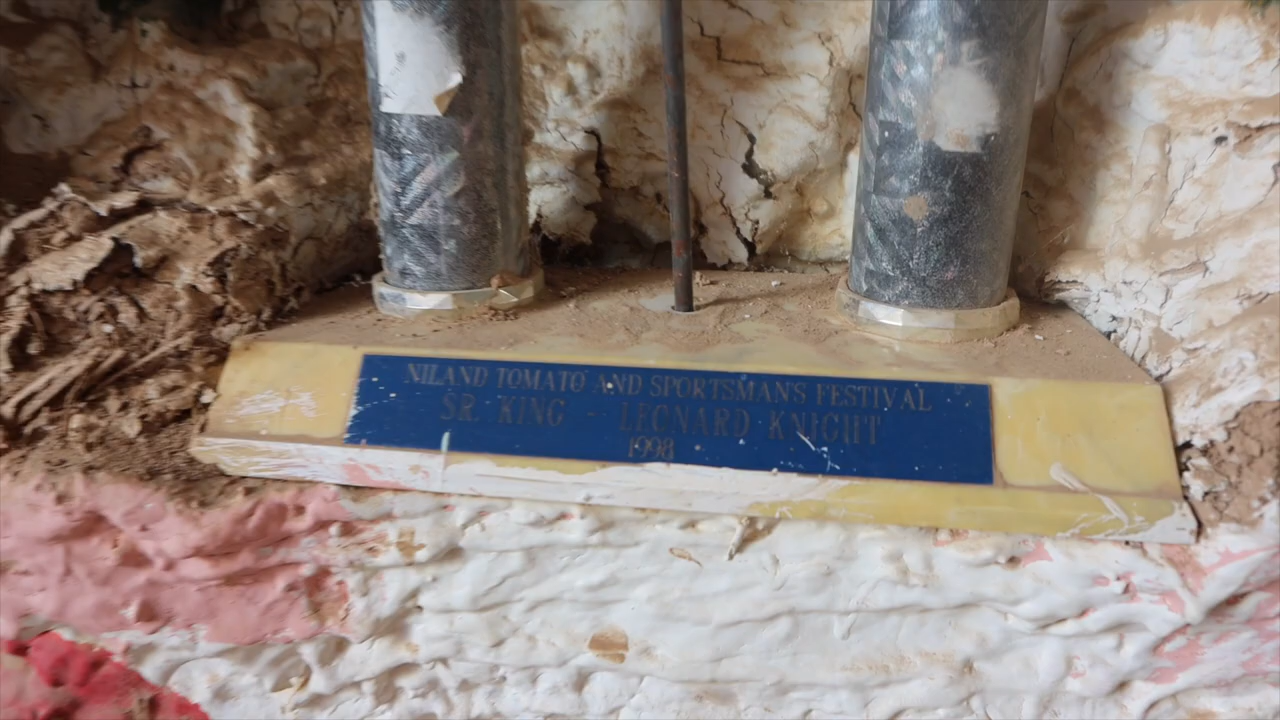 NILAND TOMATO AND SPORTSMAN'S FESTIVAL
SR. KING – LEONARD KNIGHT
1998